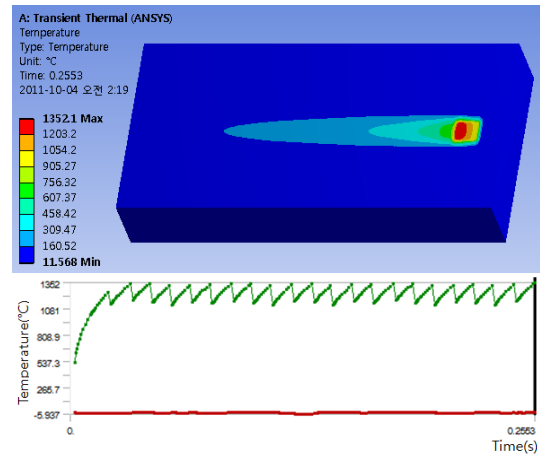 A: Transient Thermal (ANSYS)
Temperature
Type: Temperature
Unit: °C
Time: 0.2553
2011-10-04 오전 2:19
1352.1 Max
1203.2
1054.2
905.27
756.32
607.37
458.42
309.47
160.52
11.568 Min
Temperature(°C)
1352
1081
808.9
537.3
265.7
-5.937
0.
0.2553
Time(s)